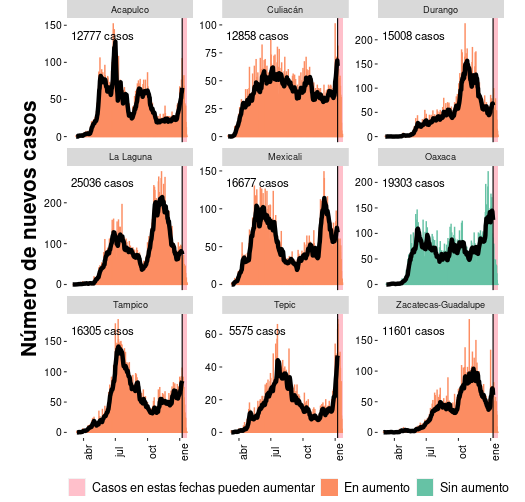 Número de nuevos casos
Acapulco
12777 casos
150
100
50
0
Culiacán
12858 casos
100
75
50
25
0
Durango
15008 casos
200
150
100
50
0
La Laguna
25036 casos
200
100
0
Mexicali
16677 casos
150
100
50
0
Oaxaca
19303 casos
200
150
100
50
0
Tampico
16305 casos
150
100
50
0
abr jul oct ene
Tepic
5575 casos
60
40
20
0
abr jul oct ene
Zacatecas-Guadalupe
11601 casos
150
100
50
0
abr jul oct ene
Casos en estas fechas pueden aumentar En aumento Sin aumento